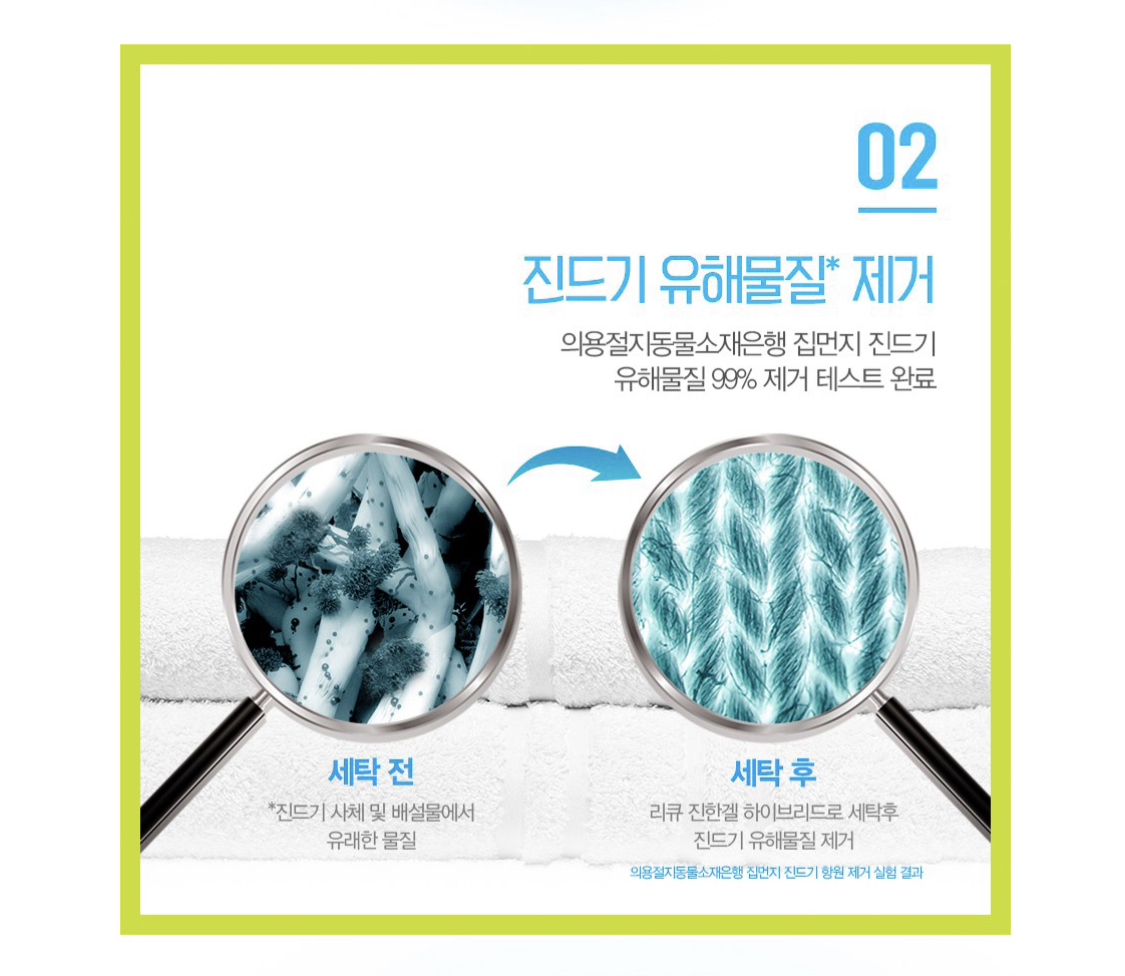 02
진드기 유해물질* 제거
의용절지동물소재은행 집먼지 진드기
유해물질 99% 제거 테스트 완료
세탁 전
*진드기 사체 및 배설물에서
유래한 물질
세탁 후
리큐 진한겔 하이브리드로 세탁후
진드기 유해물질 제거
의용절지동물소재은행 집먼지 진드기 항원 제거 실험 결과